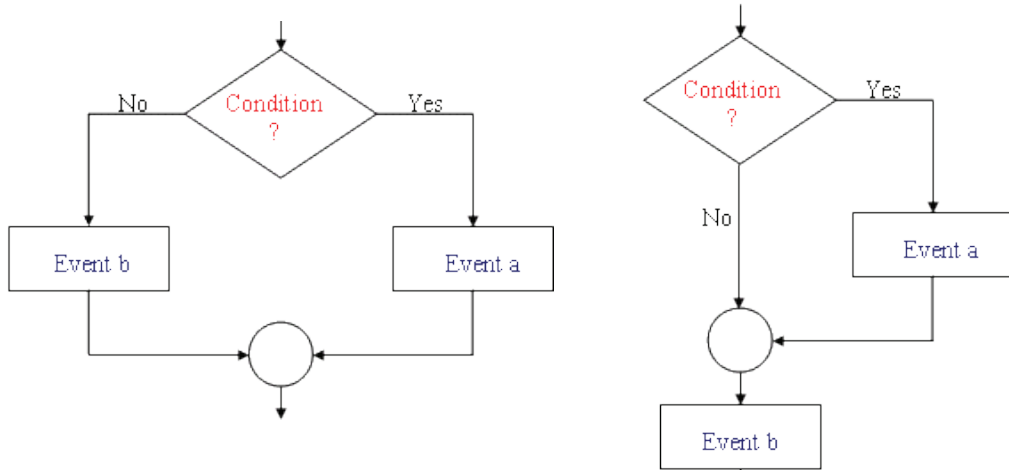 No
Condition
?
Yes
Event b
Event a
Condition
?
Yes
No
Event a
Event b